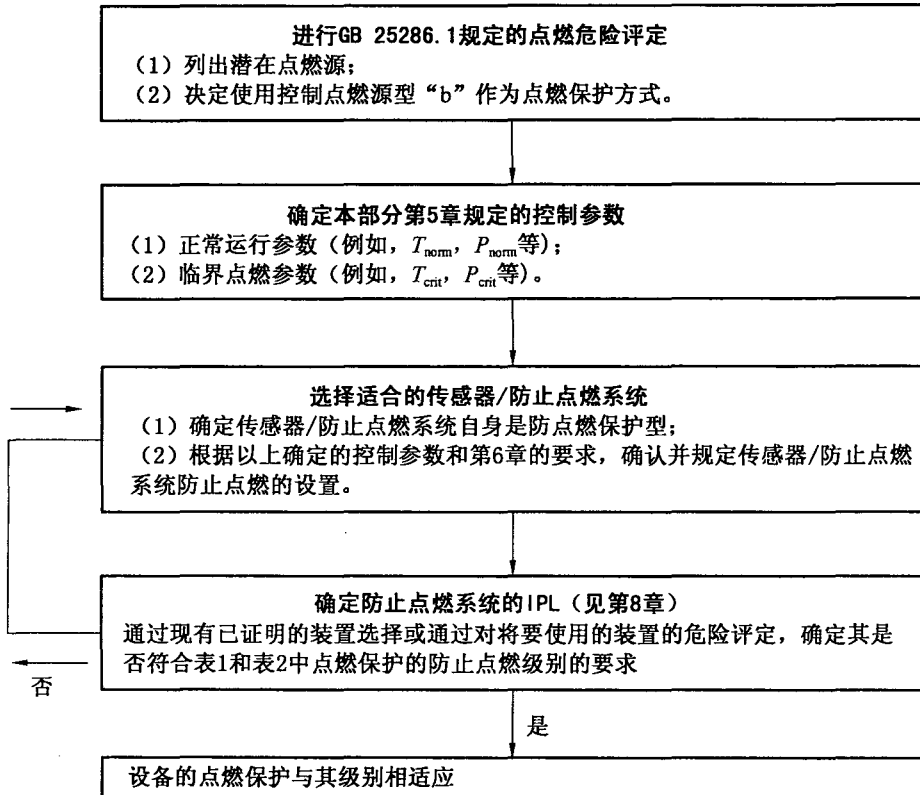 进行GB 25286.1规定的点燃危险评定
（1）列出潜在点燃源；
（2）决定使用控制点燃源型“b”作为点燃保护方式。
确定本部分第5章规定的控制参数
（1）正常运行参数（例如，Tnorm，Pnorm等）；
（2）临界点燃参数（例如，Tcrit，Pcrit等）。
选择适合的传感器/防止点燃系统
（1）确定传感器/防止点燃系统自身是防点燃保护型；
（2）根据以上确定的控制参数和第6章的要求，确认并规定传感器/防止点燃
系统防止点燃的设置。
确定防止点燃系统的IPL（见第8章）
通过现有已证明的装置选择或通过对将要使用的装置的危险评定，确定其是
否符合表1和表2中点燃保护的防止点燃级别的要求
否
是
设备的点燃保护与其级别相适应